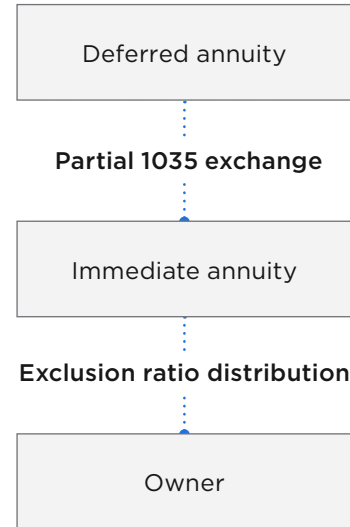 Deferred annuity
Partial 1035 exchange
Immediate annuity
Exclusion ratio distribution
Owner